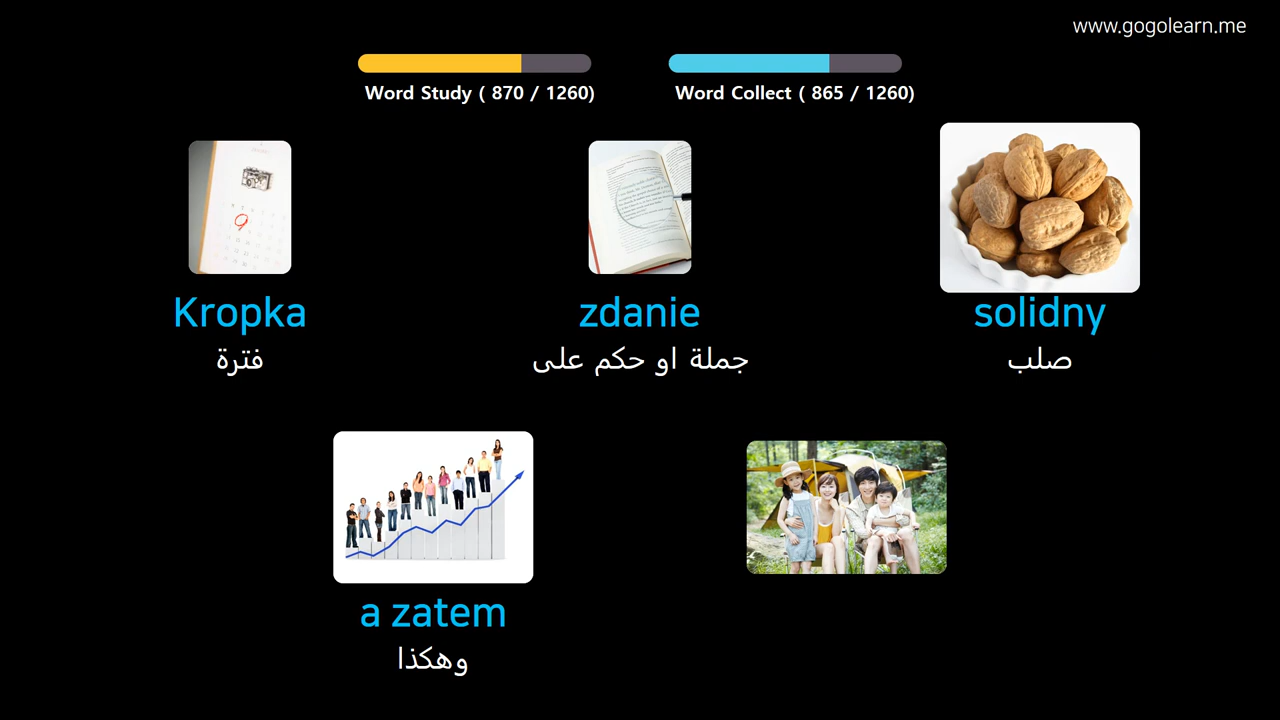 www.gogolearn.me
Word Study ( 870 / 1260)
Word Collect ( 865 / 1260)
Kropka
فترة
zdanie
جملة او حكم على
solidny
صلب
a zatem
وهكذا